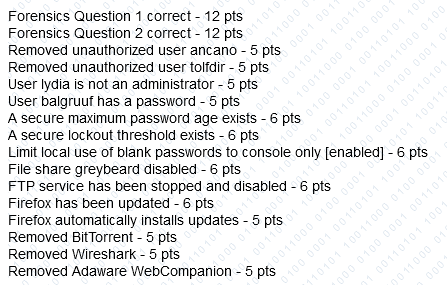 Forensics Question 1 correct - 12 pts
Forensics Question 2 correct - 12 pts
Removed unauthorized user ancano - 5 pts
Removed unauthorized user tolfdir - 5 pts
User lydia is not an administrator - 5 pts
User balgruuf has a password - 5 pts
A secure maximum password age exists - 6 pts
A secure lockout threshold exists - 6 pts
Limit local use of blank passwords to console only [enabled] - 6 pts
File share greybeard disabled - 6 pts
FTP service has been stopped and disabled - 6 pts
Firefox has been updated - 6 pts
Firefox automatically installs updates - 5 pts
Removed BitTorrent - 5 pts
Removed Wireshark - 5 pts
Removed Adaware WebCompanion - 5 pts